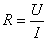 R = U/I